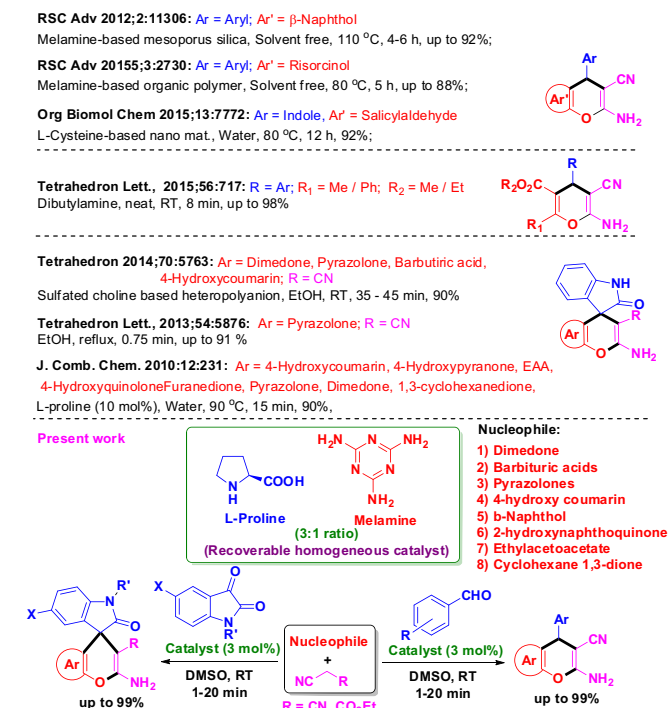 RSC Adv 2012;2:11306: Ar = Aryl; Ar' = β-Naphthol
Melamine-based mesoporus silica, Solvent free, 110 °C, 4-6 h, up to 92%;
RSC Adv 20155;3:2730: Ar = Aryl; Ar' = Risorcinol
Melamine-based organic polymer, Solvent free, 80 °C, 5 h, up to 88%;
Org Biomol Chem 2015;13:7772: Ar = Indole, Ar' = Salicylaldehyde
L-Cysteine-based nano mat., Water, 80 °C, 12 h, 92%;
Ar
CN
Ar'
O
NH2
Tetrahedron Lett., 2015;56:717: R = Ar; R1 = Me / Ph; R2 = Me / Et
Dibutylamine, neat, RT, 8 min, up to 98%
R
R2O2C
CN
R1
O
NH2
Tetrahedron 2014;70:5763: Ar = Dimedone, Pyrazolone, Barbutiric acid,
4-Hydroxycoumarin; R = CN
Sulfated choline based heteropolyanion, EtOH, RT, 35 - 45 min, 90%
Tetrahedron Lett., 2013;54:5876: Ar = Pyrazolone; R = CN
EtOH, reflux, 0.75 min, up to 91 %
J. Comb. Chem. 2010:12:231: Ar = 4-Hydroxycoumarin, 4-Hydroxypyranone, EAA,
4-HydroxyquinoloneFuranedione, Pyrazolone, Dimedone, 1,3-cyclohexanedione,
L-proline (10 mol%), Water, 90 °C, 15 min, 90%,
NH
O
R
Ar
O
NH2
Present work
N
H
COOH
L-Proline
H2N
N
NH2
N
N
NH2
Melamine
(3:1 ratio)
(Recoverable homogeneous catalyst)
Nucleophile:
1) Dimedone
2) Barbituric acids
3) Pyrazolones
4) 4-hydroxy coumarin
5) b-Naphthol
6) 2-hydroxynaphthoquinone
7) Ethylacetoacetate
8) Cyclohexane 1,3-dione
R'
X
N
O
R
Ar
O
NH2
up to 99%
X
O
O
N
R'
Catalyst (3 mol%)
DMSO, RT
1-20 min
Nucleophile
+
NC
R
R = CN, CO2Et
CHO
R
Catalyst (3 mol%)
DMSO, RT
1-20 min
Ar
CN
Ar
O
NH2
up to 99%